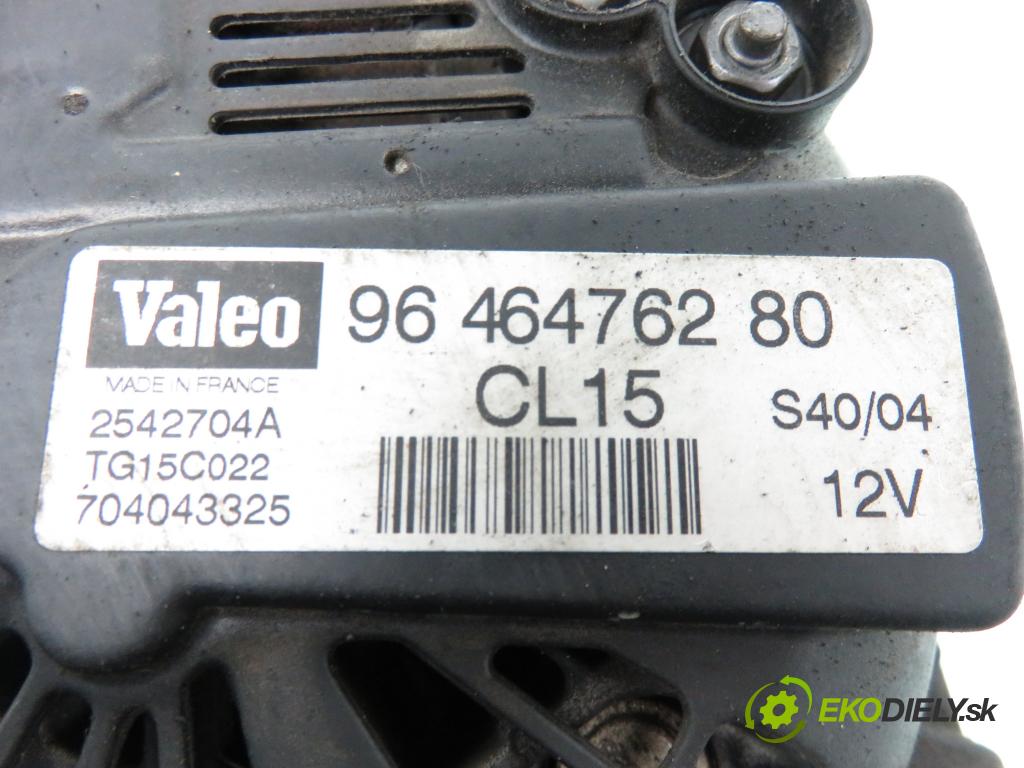 Valeo
96 464762 80
MADE IN FRANCE
CL15
2542704A
S40/04
TG15C022
12V
704043325
EKODIELY.sk